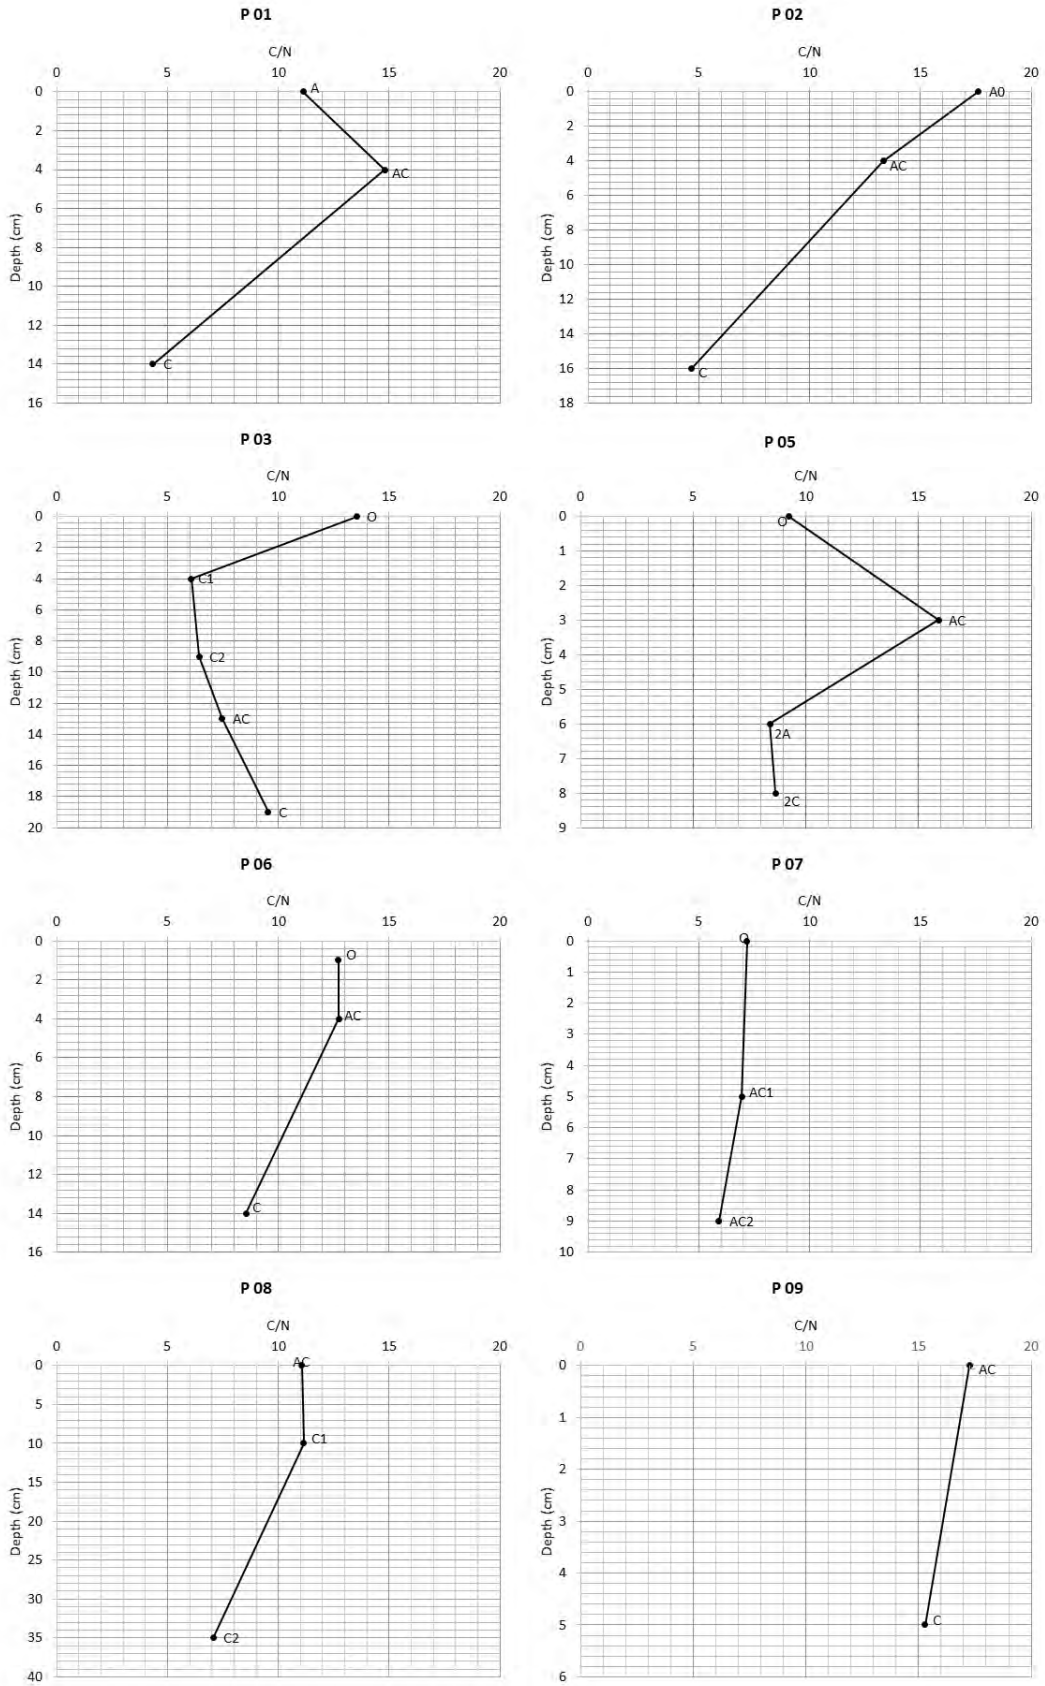 P 01
C/N
0 5 10 15 20
0 A
2
4 AC
6
8
10
12
14 C
16
Depth (cm)
P 02
C/N
0 5 10 15 20
0 A0
2
4 AC
6
8
10
12
14
16 C
18
Depth (cm)
P 03
C/N
0 5 10 15 20
0 O
2
4 C1
6
8
C2
10
12
AC
14
16
18
C
20
Depth (cm)
P 05
C/N
0 5 10 15 20
0 O
1
2
3 AC
4
5
6 2A
7
8 2C
9
Depth (cm)
P 06
C/N
0 5 10 15 20
0
O
2
4 AC
6
8
10
12
14 C
16
Depth (cm)
P 07
C/N
0 5 10 15 20
0 O
1
2
3
4
5 AC1
6
7
8
9 AC2
10
Depth (cm)
P 08
C/N
0 5 10 15 20
0 AC
5
10 C1
15
20
25
30
35 C2
40
Depth (cm)
P 09
C/N
0 5 10 15 20
0 AC
1
2
3
4
5 C
6
Depth (cm)